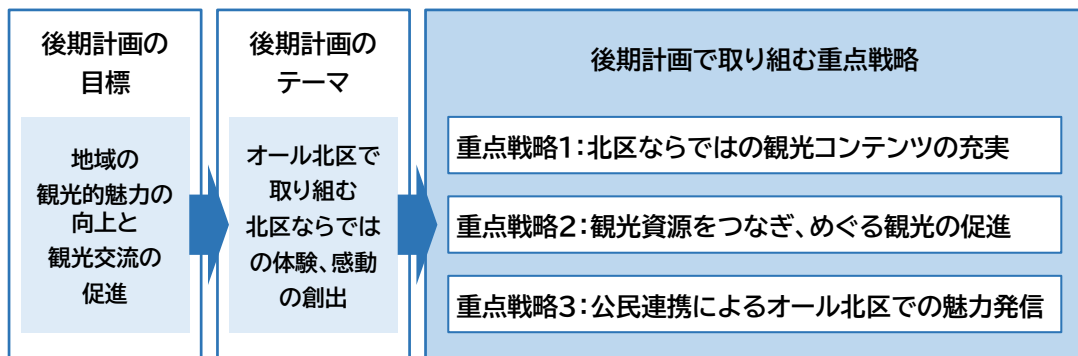 後期計画の
目標
地域の
観光的魅力の
向上と
観光交流の
促進
後期計画の
テーマ
オール北区で
取り組む
北区ならでは
の体験、感動
の創出
後期計画で取り組む重点戦略
重点戦略1：北区ならではの観光コンテンツの充実
重点戦略2：観光資源をつなぎ、めぐる観光の促進
重点戦略3：公民連携によるオール北区での魅力発信